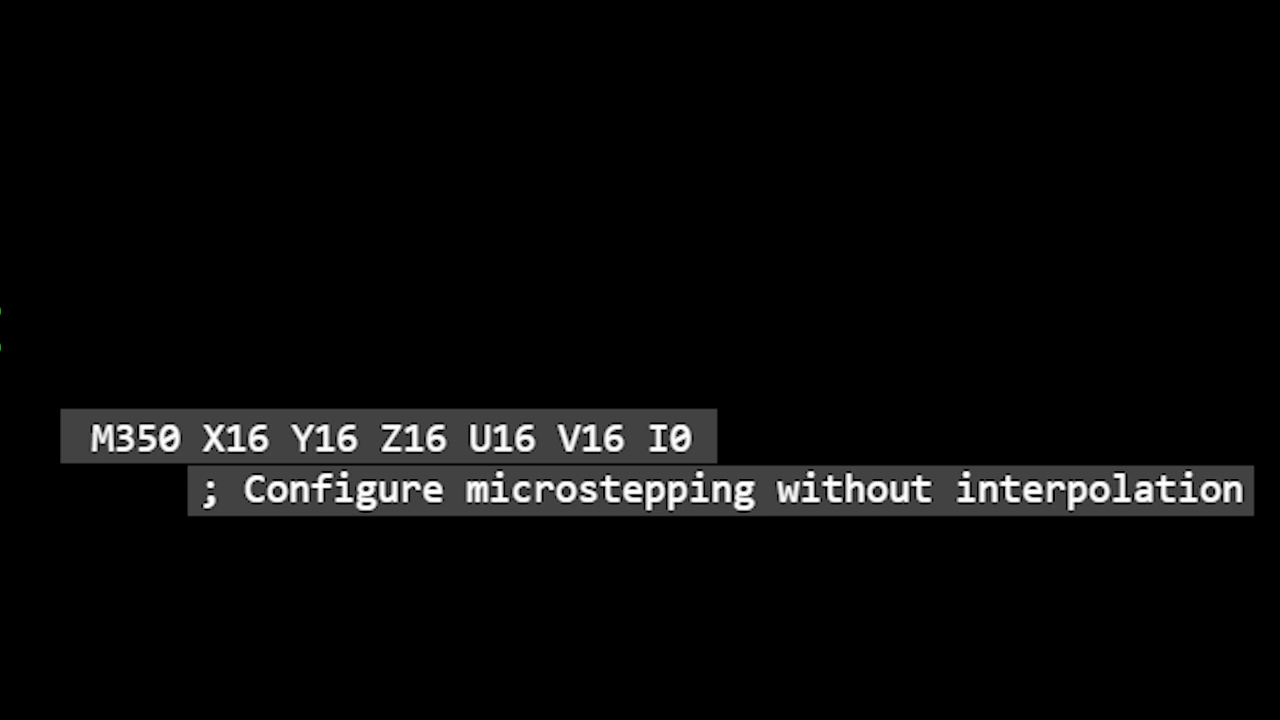 M350 X16 Y16 Z16 U16 V16 I0
; Configure microstepping without interpolation